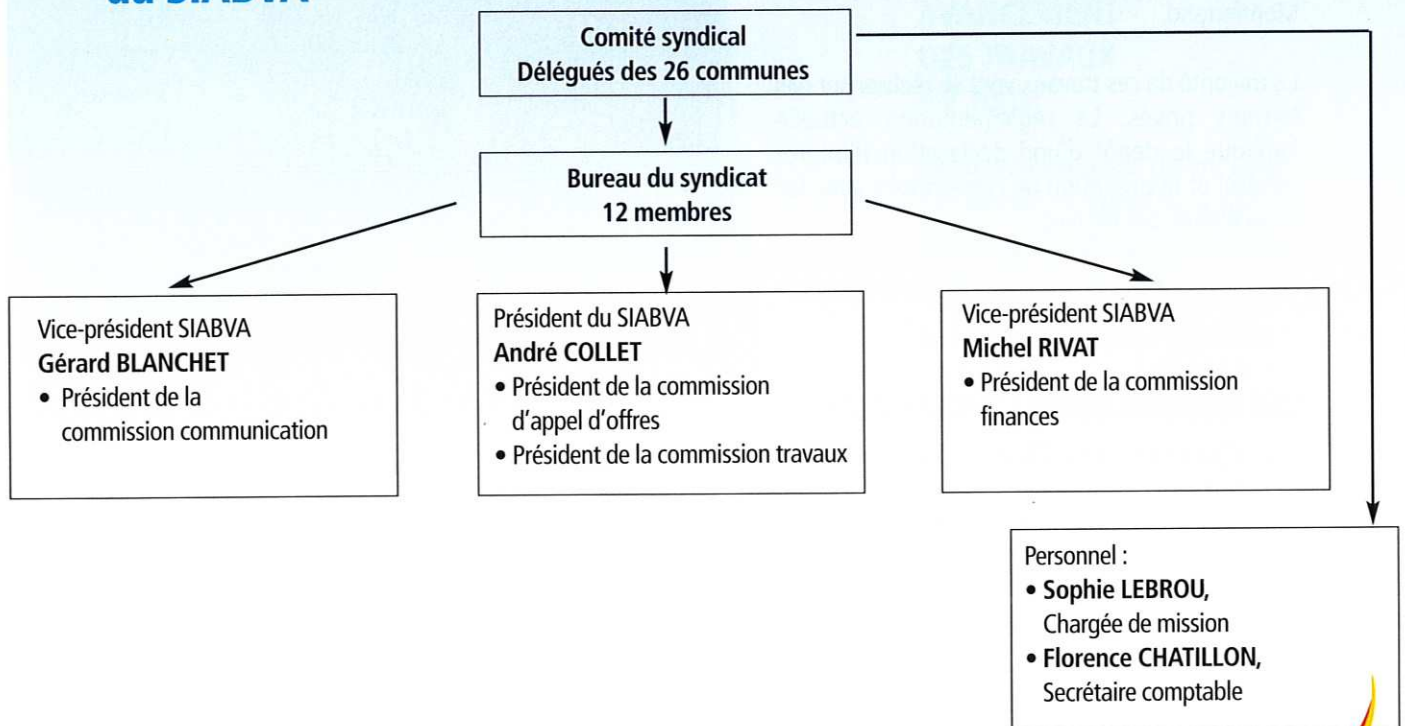 du SIABVA
Comité syndical
Délégués des 26 communes
Bureau du syndicat
12 membres
Vice-président SIABVA
Gérard BLANCHET
• Président de la
commission communication
Président du SIABVA
André COLLET
• Président de la commission
d'appel d'offres
• Président de la commission travaux
Vice-président SIABVA
Michel RIVAT
• Président de la commission
finances
Personnel :
• Sophie LEBROU,
Chargée de mission
• Florence CHATILLON,
Secrétaire comptable